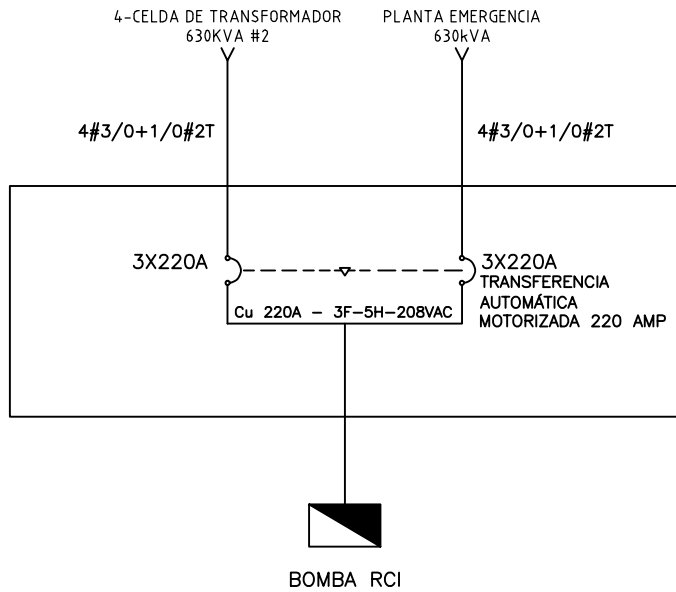 4-CELDA DE TRANSFORMADOR
630KVA #2
PLANTA EMERGENCIA
630kVA
4#3/0+1/0#2T
4#3/0+1/0#2T
3X220A
3X220A
TRANSFERENCIA
AUTOMÁTICA
MOTORIZADA 220 AMP
Cu 220A - 3F-5H-208VAC
BOMBA RCI